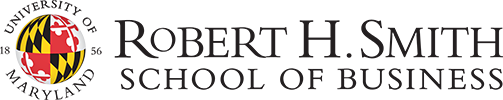 UNIVERSITY OF
18 56
MARYLAND
ROBERT H. SMITH
SCHOOL OF BUSINESS